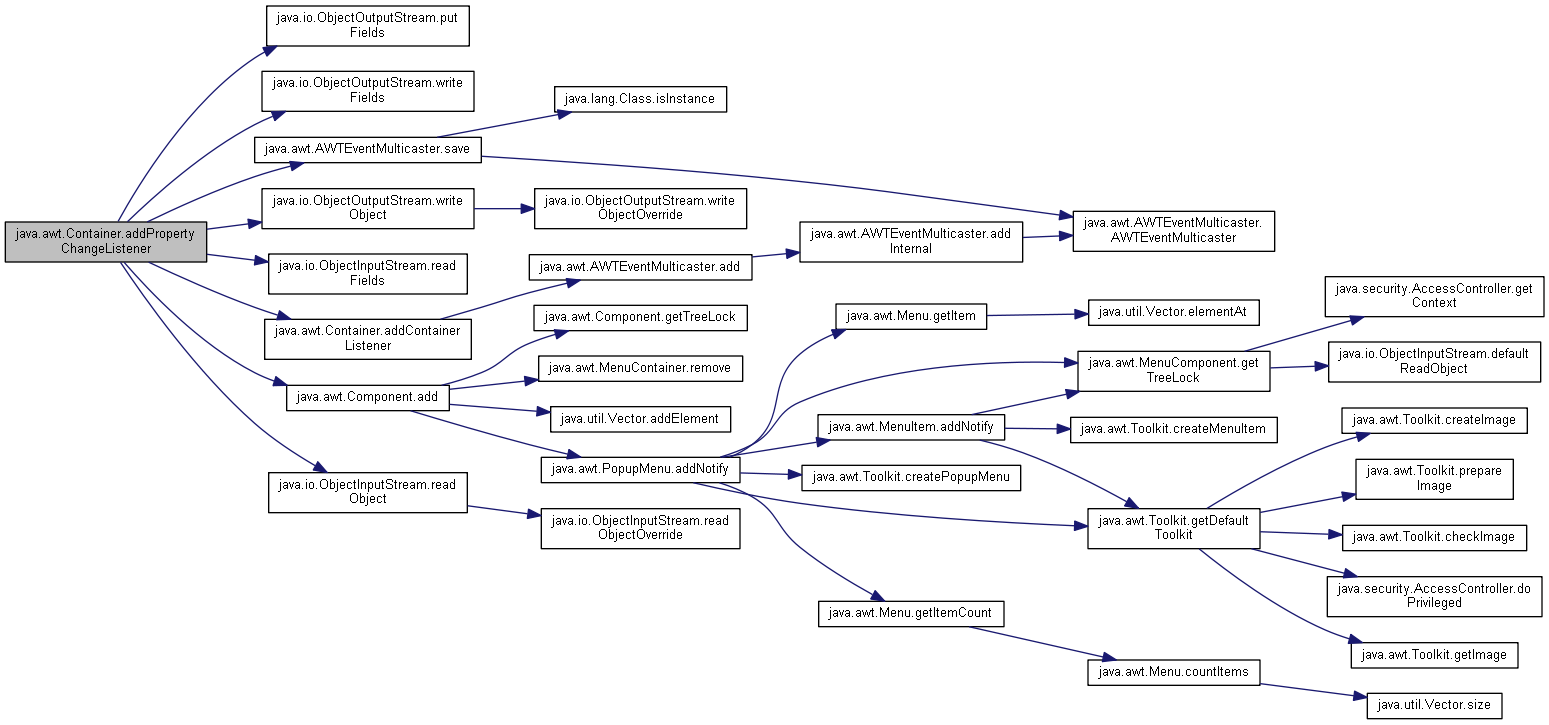 java.io.ObjectOutputStream.put
Fields
java.io.ObjectOutputStream.write
Fields
java.lang.Class.isInstance
java.awt.AWTEventMulticaster.save
java.io.ObjectOutputStream.write
Object
java.io.ObjectOutputStream.write
ObjectOverride
java.awt.AWTEventMulticaster.
AWTEventMulticaster
java.awt.Container.addProperty
ChangeListener
java.awt.AWTEventMulticaster.add
Internal
java.io.ObjectInputStream.read
Fields
java.awt.AWTEventMulticaster.add
java.security.AccessController.get
Context
java.awt.Container.addContainer
Listener
java.awt.Component.getTreeLock
java.awt.Menu.getItem
java.util.Vector.elementAt
java.awt.MenuContainer.remove
java.awt.MenuComponent.get
TreeLock
java.io.ObjectInputStream.default
ReadObject
java.awt.Component.add
java.util.Vector.addElement
java.awt.MenuItem.addNotify
java.awt.Toolkit.createMenuItem
java.awt.Toolkit.createImage
java.awt.PopupMenu.addNotify
java.awt.Toolkit.createPopupMenu
java.awt.Toolkit.prepare
Image
java.io.ObjectInputStream.read
Object
java.io.ObjectInputStream.read
ObjectOverride
java.awt.Toolkit.getDefault
Toolkit
java.awt.Toolkit.checkImage
java.security.AccessController.do
Privileged
java.awt.Menu.getItemCount
java.awt.Toolkit.getImage
java.awt.Menu.countItems
java.util.Vector.size